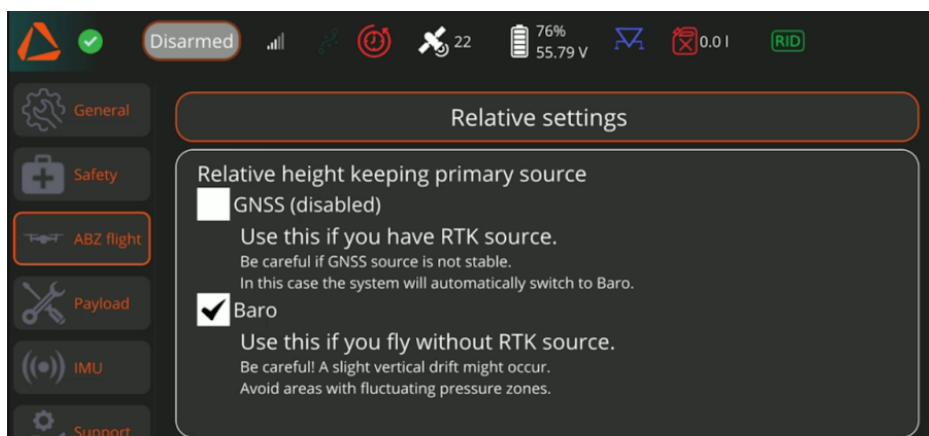 Disarmed
22
76%
55.79 V
0.0 l
RID
General
Safety
ABZ flight
Payload
IMU
Support
Relative settings
Relative height keeping primary source
GNSS (disabled)
Use this if you have RTK source.
Be careful if GNSS source is not stable.
In this case the system will automatically switch to Baro.
Baro
Use this if you fly without RTK source.
Be careful! A slight vertical drift might occur.
Avoid areas with fluctuating pressure zones.